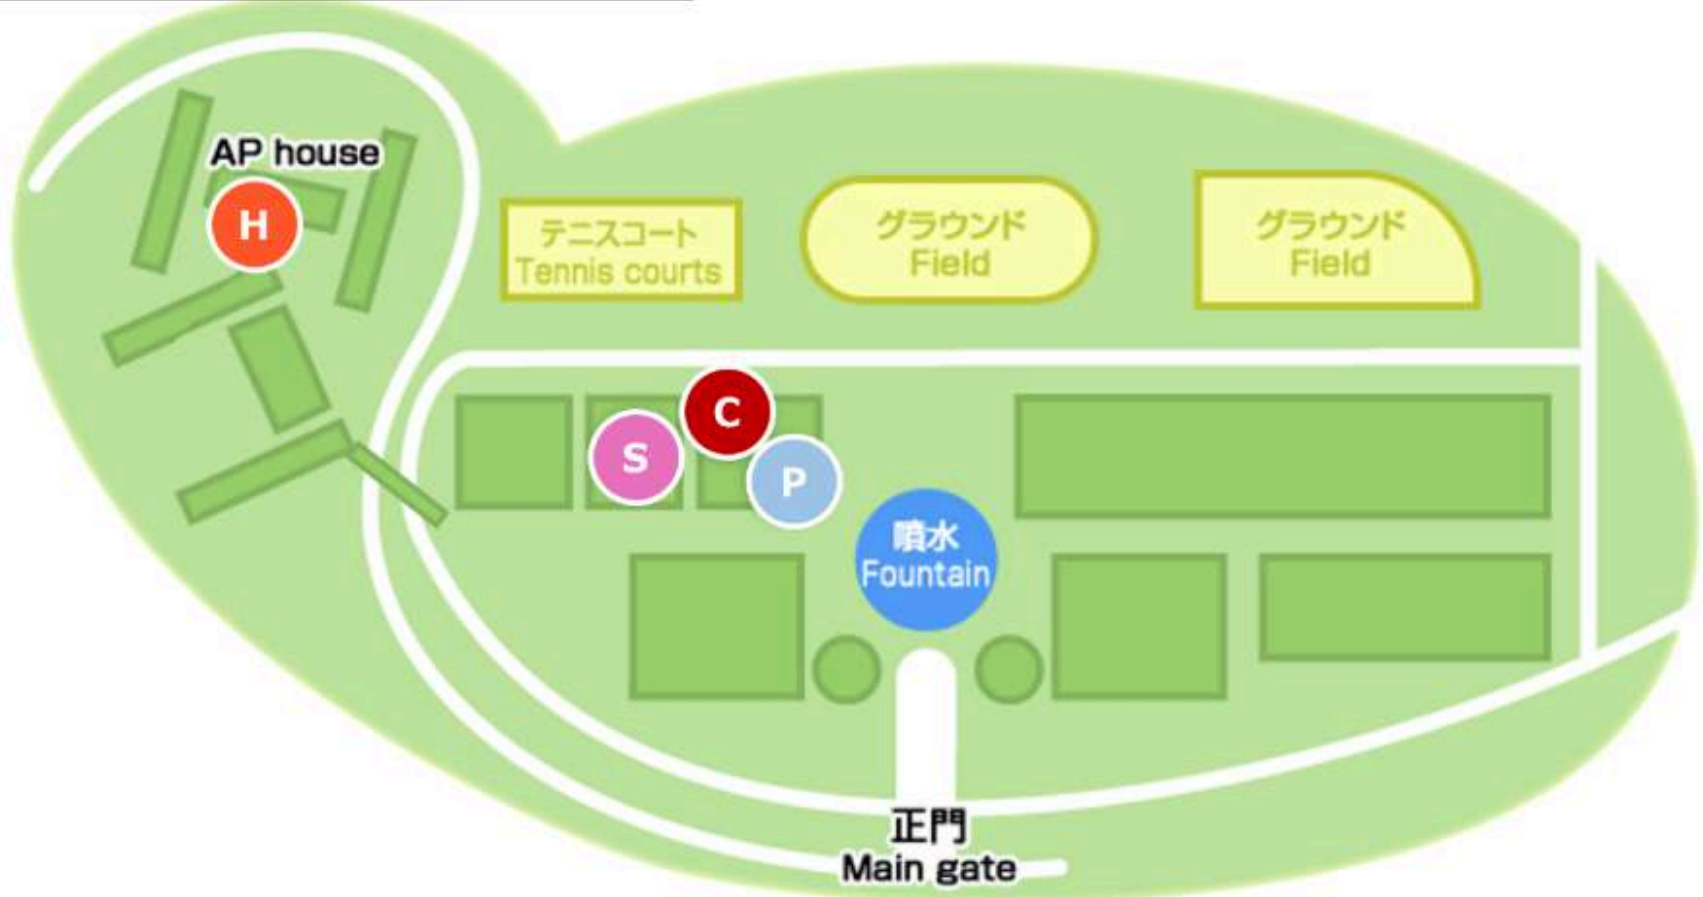 AP house
H
テニスコート
Tennis courts
グラウンド
Field
グラウンド
Field
C
S
P
噴水
Fountain
正門
Main gate